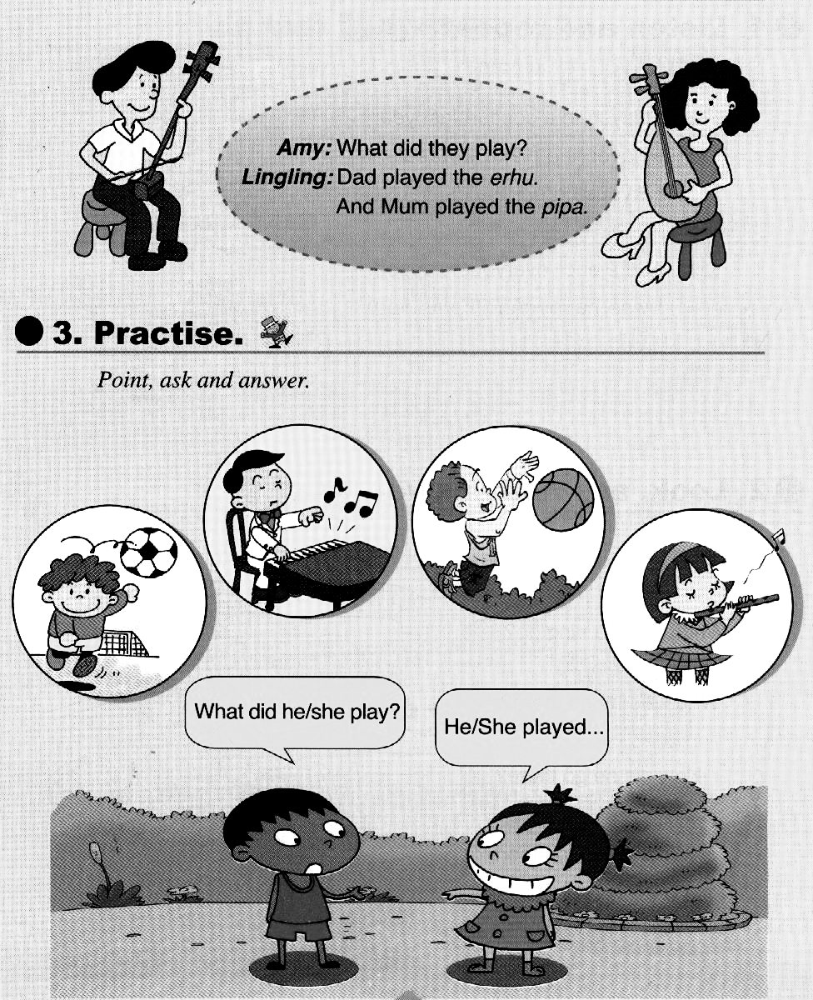 Amy: What did they play?
Lingling: Dad played the erhu.
And Mum played the pipa.
3. Practise.
Point, ask and answer.
What did he/she play?
He/She played...